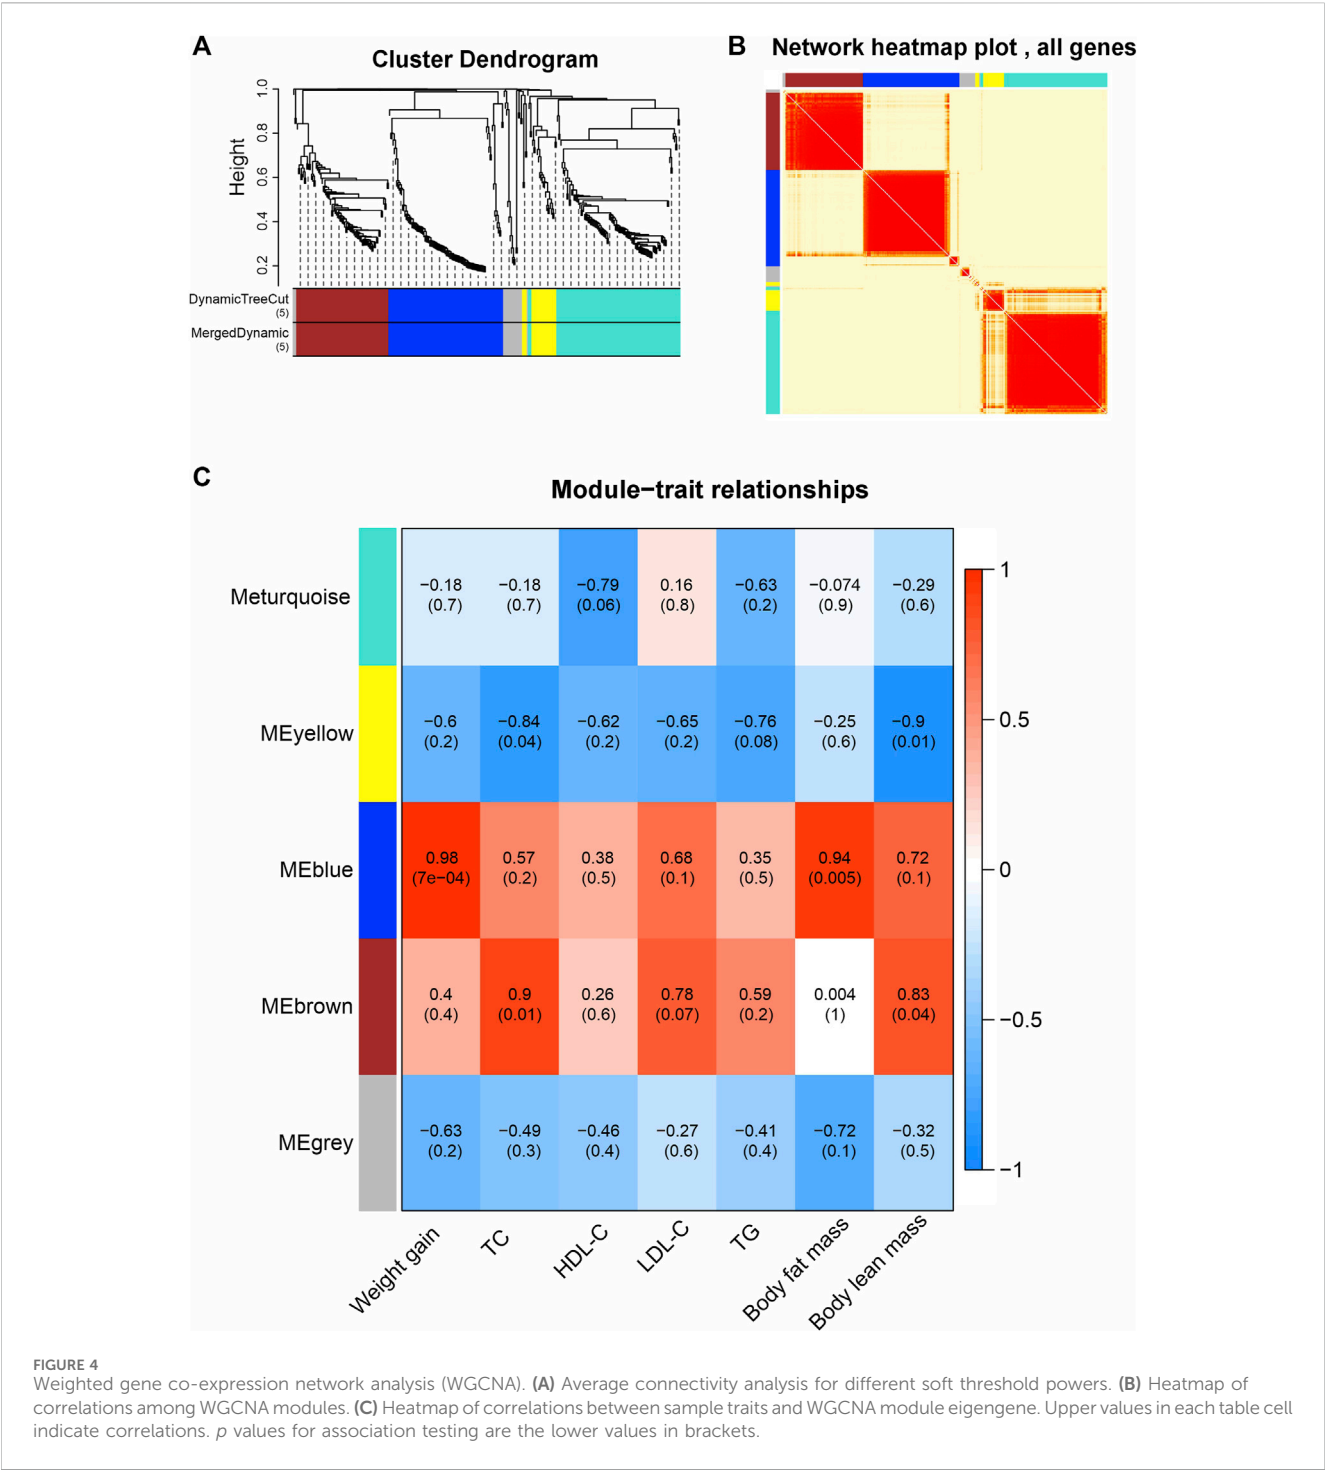 A
Cluster Dendrogram
Height
1.0
0.8
0.6
0.4
0.2
DynamicTreeCut
(5)
MergedDynamic
(5)
B
Network heatmap plot , all genes
C
Module−trait relationships
Meturquoise
−0.18 −0.18 −0.79 0.16 −0.63 −0.074 −0.29
(0.7) (0.7) (0.06) (0.8) (0.2) (0.9) (0.6)
MEyellow
−0.6 −0.84 −0.62 −0.65 −0.76 −0.25 −0.9
(0.2) (0.04) (0.2) (0.2) (0.08) (0.6) (0.01)
MEblue
0.98 0.57 0.38 0.68 0.35 0.94 0.72
(7e−04) (0.2) (0.5) (0.1) (0.5) (0.005) (0.1)
MEbrown
0.4 0.9 0.26 0.78 0.59 0.004 0.83
(0.4) (0.01) (0.6) (0.07) (0.2) (1) (0.04)
MEgrey
−0.63 −0.49 −0.46 −0.27 −0.41 −0.72 −0.32
(0.2) (0.3) (0.4) (0.6) (0.4) (0.1) (0.5)
1
0.5
0
−0.5
−1
Weight gain
TC
HDL-C
LDL-C
TG
Body fat mass
Body lean mass
FIGURE 4
Weighted gene co-expression network analysis (WGCNA). (A) Average connectivity analysis for different soft threshold powers. (B) Heatmap of
correlations among WGCNA modules. (C) Heatmap of correlations between sample traits and WGCNA module eigengene. Upper values in each table cell
indicate correlations. p values for association testing are the lower values in brackets.